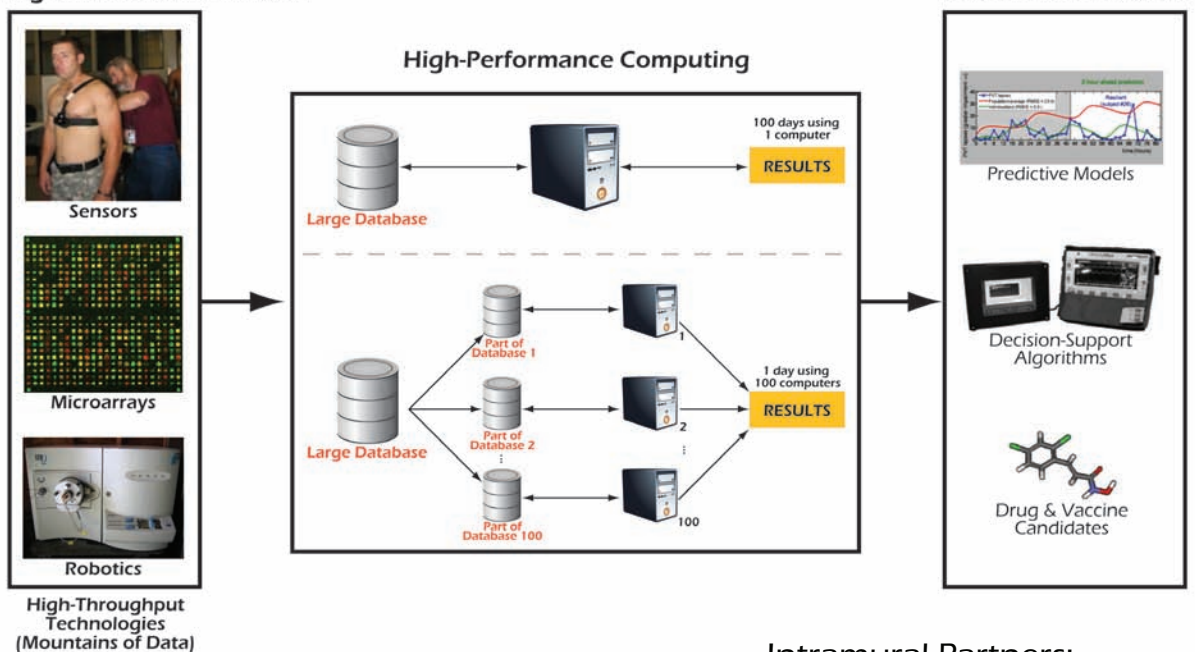 High-Performance Computing
Sensors
Microarrays
Robotics
High-Throughput
Technologies
(Mountains of Data)
Large Database
100 days using
1 computer
RESULTS
Large Database
Part of
Database 1
1
Part of
Database 2
2
Part of
Database 100
100
1 day using
100 computers
RESULTS
Predictive Models
Decision-Support
Algorithms
Drug & Vaccine
Candidates
Intramural Partners: